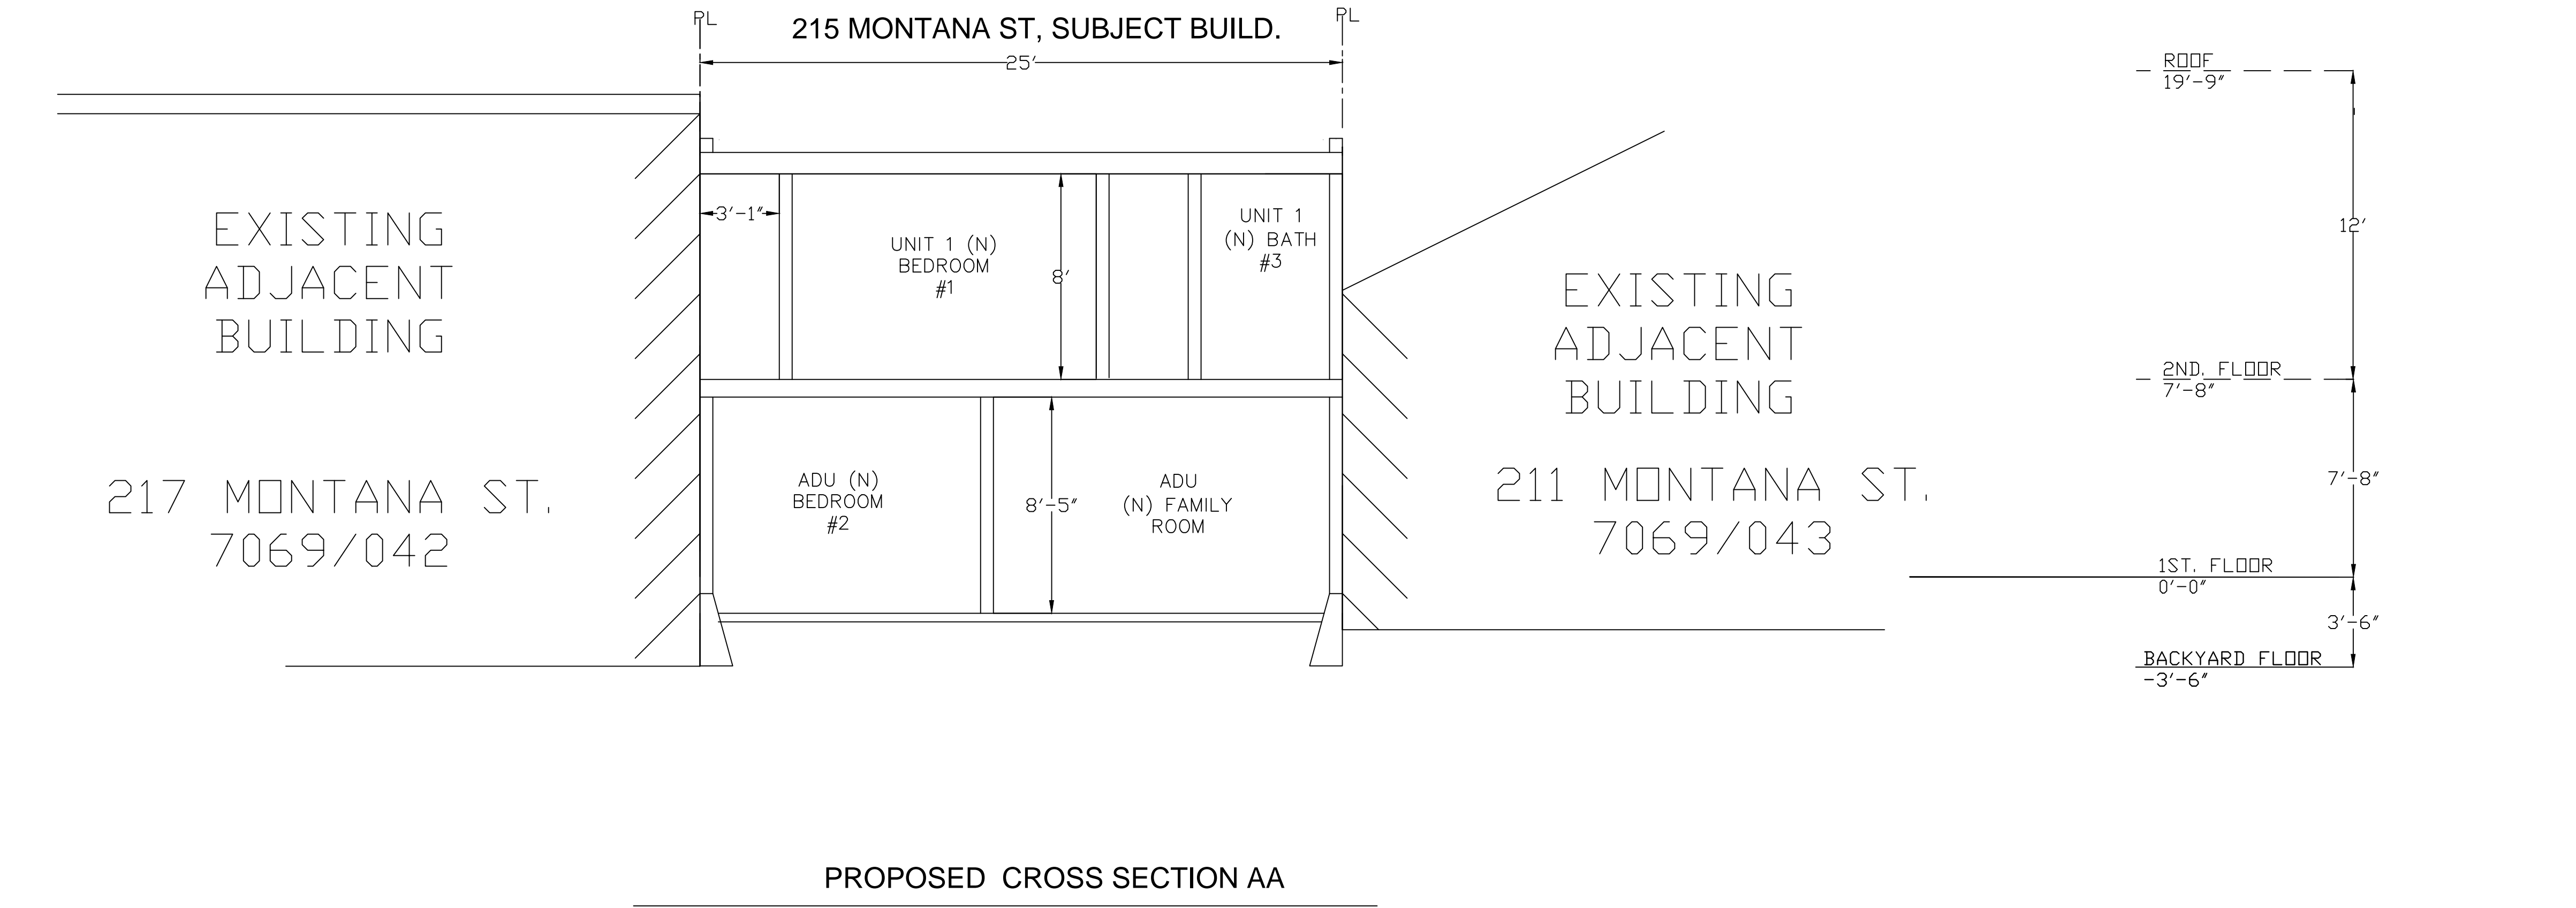 PL
215 MONTANA ST, SUBJECT BUILD.
PL
25'
ROOF
19'-9"
12'
3'-1"
UNIT 1 (N)
BEDROOM
#1
8'
UNIT 1
(N) BATH
#3
EXISTING
ADJACENT
BUILDING
217 MONTANA ST.
7069/042
EXISTING
ADJACENT
BUILDING
211 MONTANA ST.
7069/043
2ND. FLOOR
7'-8"
7'-8"
ADU (N)
BEDROOM
#2
8'-5"
ADU
(N) FAMILY
ROOM
1ST. FLOOR
0'-0"
3'-6"
BACKYARD FLOOR
-3'-6"
PROPOSED CROSS SECTION AA